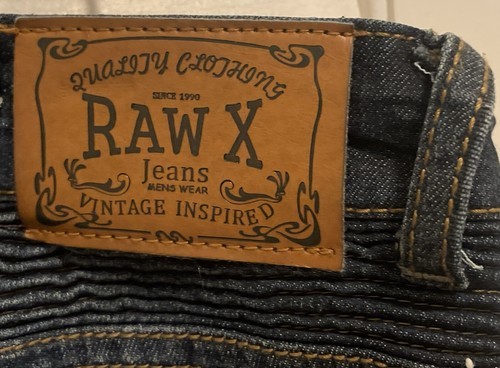 QUALITY CLOTHING
SINCE 1990
RAW X
Jeans
MENS WEAR
VINTAGE INSPIRED